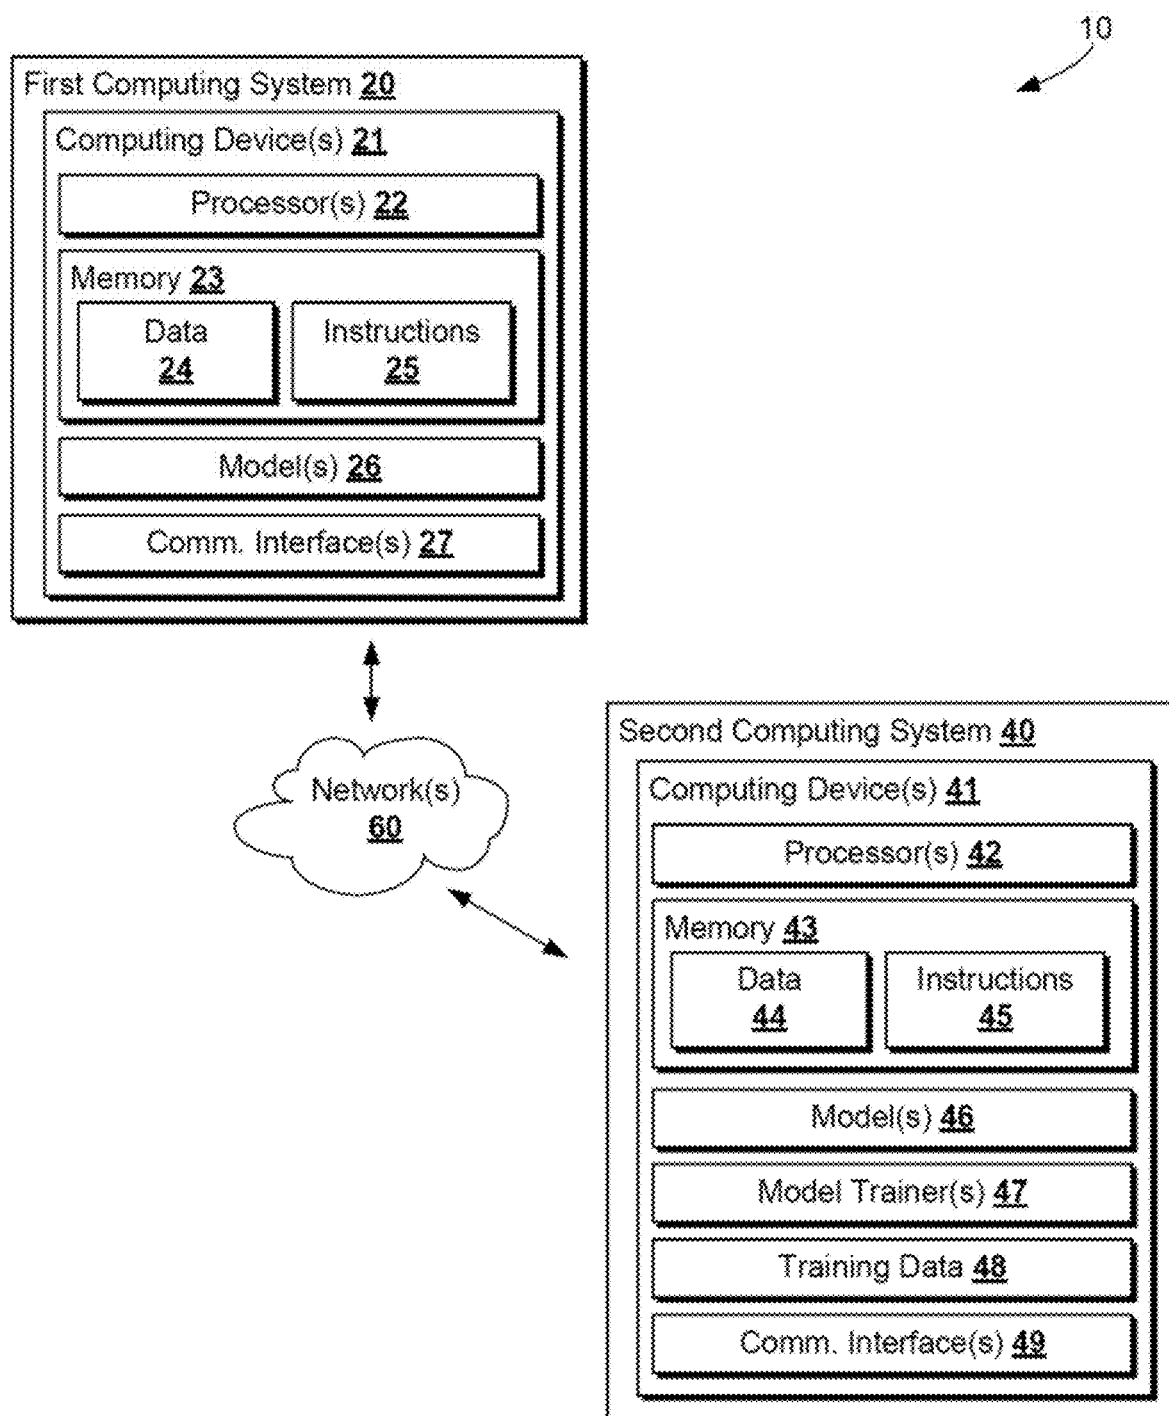 10
First Computing System 20
Computing Device(s) 21
Processor(s) 22
Memory 23
Data
24
Instructions
25
Model(s) 26
Comm. Interface(s) 27
Network(s)
60
Second Computing System 40
Computing Device(s) 41
Processor(s) 42
Memory 43
Data
44
Instructions
45
Model(s) 46
Model Trainer(s) 47
Training Data 48
Comm. Interface(s) 49